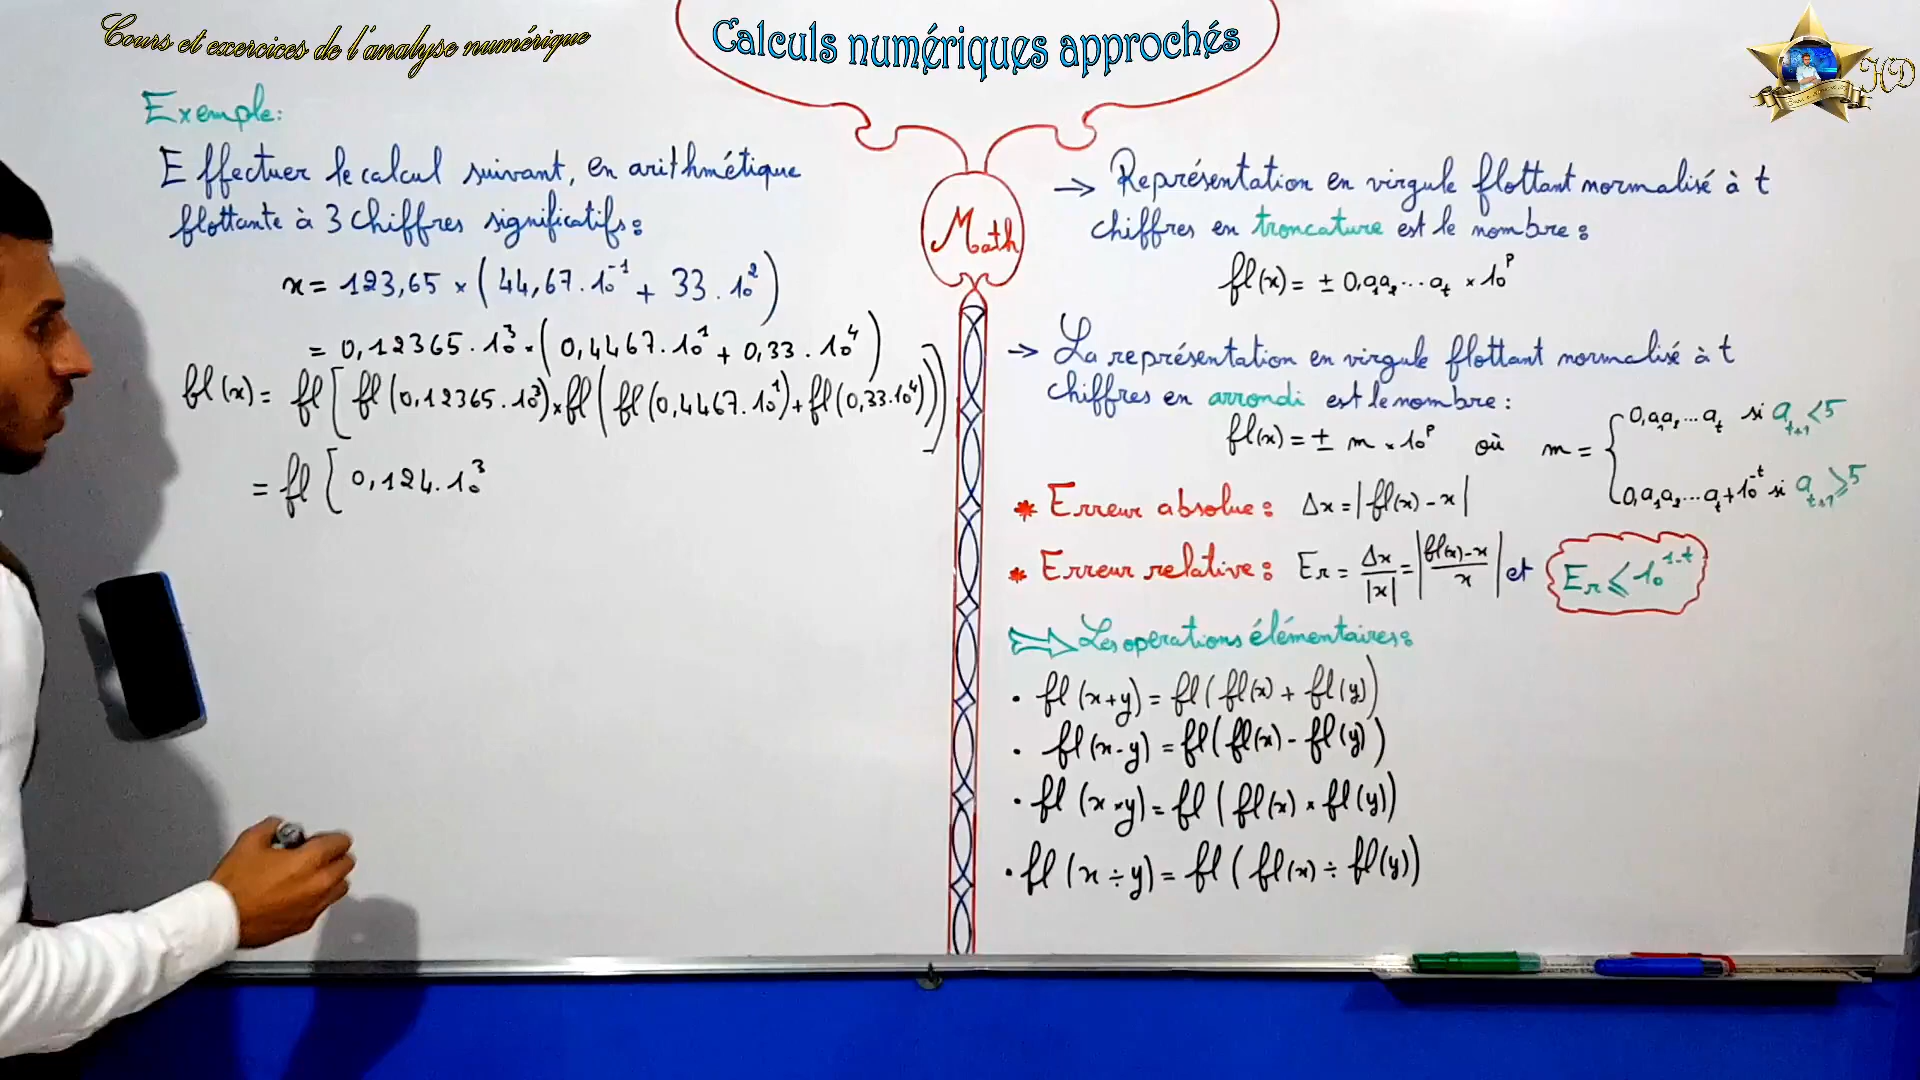 Cours et exercices de l'analyse numérique
Calculs numériques approchés
HD
Exemple:
Effectuer le calcul suivant, en arithmétique
flottante à 3 chiffres significatifs:
x = 123,65 × (44,67.10⁻¹ + 33.10²)
= 0,12365.10³ × (0,4467.10¹ + 0,33.10⁴)
fl(x) = fl[fl(0,12365.10³) × fl(fl(0,4467.10¹) + fl(0,33.10⁴))]
= fl[0,124.10³
Math
→ Représentation en virgule flottant normalisé à t
chiffres en troncature est le nombre:
fl(x) = ± 0,a₁a₂...aₜ × 10ᵖ
→ La représentation en virgule flottant normalisé à t
chiffres en arrondi est le nombre:
fl(x) = ± m × 10ᵖ où m = { 0,a₁a₂...aₜ si aₜ₊₁ < 5
0,a₁a₂...aₜ + 10⁻ᵗ si aₜ₊₁ ⩾ 5
* Erreur absolue: Δx = |fl(x) - x|
* Erreur relative: Er = Δx/|x| = |fl(x)-x / x| et Er ⩽ 10¹⁻ᵗ
⇒ Les operations élémentaires:
• fl(x+y) = fl(fl(x) + fl(y))
• fl(x-y) = fl(fl(x) - fl(y))
• fl(x×y) = fl(fl(x) × fl(y))
• fl(x÷y) = fl(fl(x) ÷ fl(y))